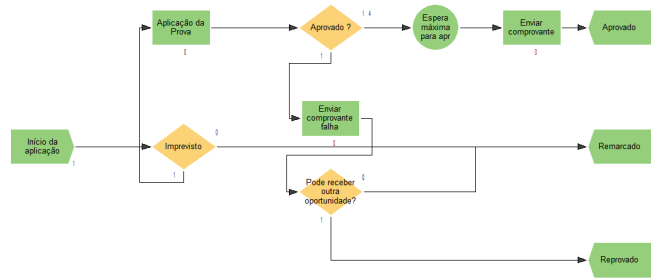 Aplicação da
Prova
Aprovado ?
Espera
máxima
para apr
Enviar
comprovante
Aprovado
Enviar
comprovante
falha
Início da
aplicação
Imprevisto
Remarcado
Pode receber
outra
oportunidade?
Reprovado